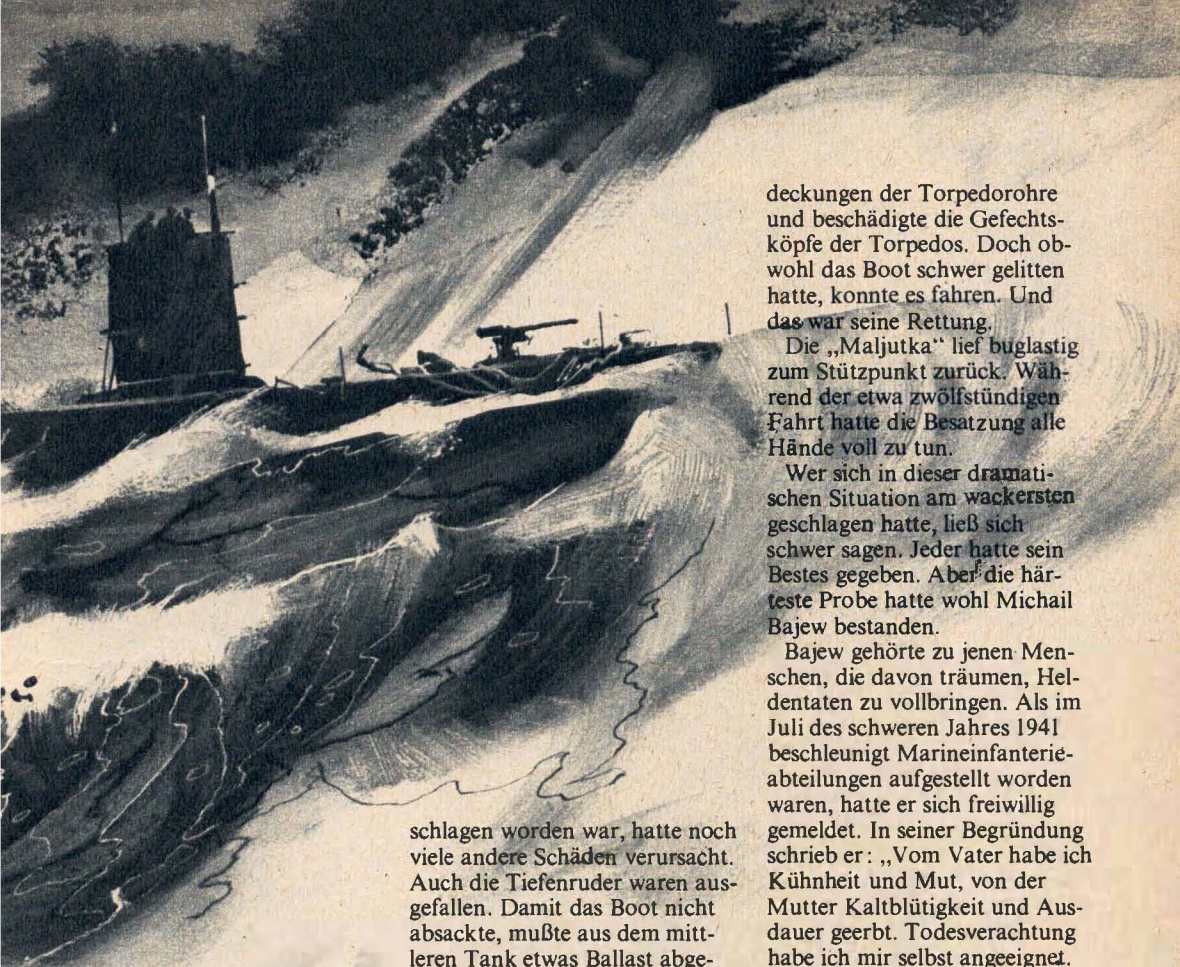 schlagen worden war, hatte noch
viele andere Schäden verursacht.
Auch die Tiefenruder waren aus-
gefallen. Damit das Boot nicht
absackte, mußte aus dem mitt-
leren Tank etwas Ballast abge-
deckungen der Torpedorohre
und beschädigte die Gefechts-
köpfe der Torpedos. Doch ob-
wohl das Boot schwer gelitten
hatte, konnte es fahren. Und
das war seine Rettung.
Die „Maljutka“ lief buglastig
zum Stützpunkt zurück. Wäh-
rend der etwa zwölfstündigen
Fahrt hatte die Besatzung alle
Hände voll zu tun.
Wer sich in dieser dramati-
schen Situation am wackersten
geschlagen hatte, ließ sich
schwer sagen. Jeder hatte sein
Bestes gegeben. Aber die här-
teste Probe hatte wohl Michail
Bajew bestanden.
Bajew gehörte zu jenen Men-
schen, die davon träumen, Hel-
dentaten zu vollbringen. Als im
Juli des schweren Jahres 1941
beschleunigt Marineinfanterie-
abteilungen aufgestellt worden
waren, hatte er sich freiwillig
gemeldet. In seiner Begründung
schrieb er: „Vom Vater habe ich
Kühnheit und Mut, von der
Mutter Kaltblütigkeit und Aus-
dauer geerbt. Todesverachtung
habe ich mir selbst angeeignet.